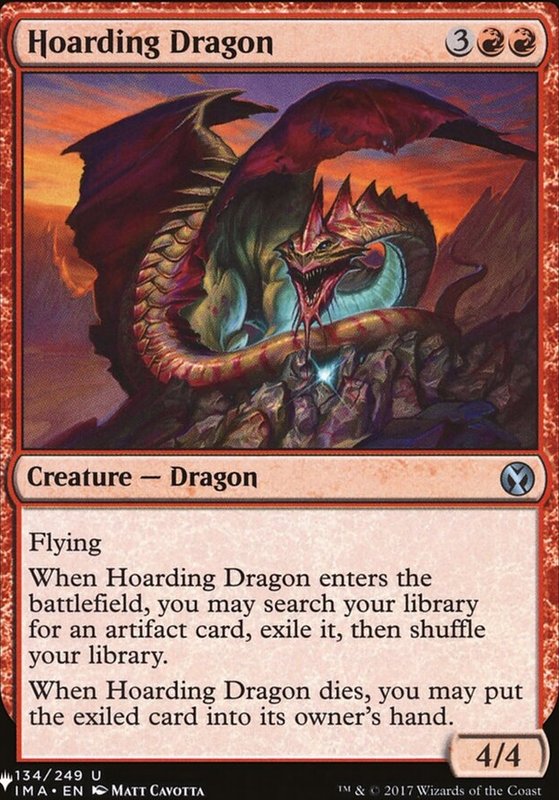 Hoarding Dragon 3
Creature — Dragon
Flying
When Hoarding Dragon enters the
battlefield, you may search your library
for an artifact card, exile it, then shuffle
your library.
When Hoarding Dragon dies, you may put
the exiled card into its owner's hand.
4/4
134/249 U
IMA • EN Matt Cavotta
™ & © 2017 Wizards of the Coast